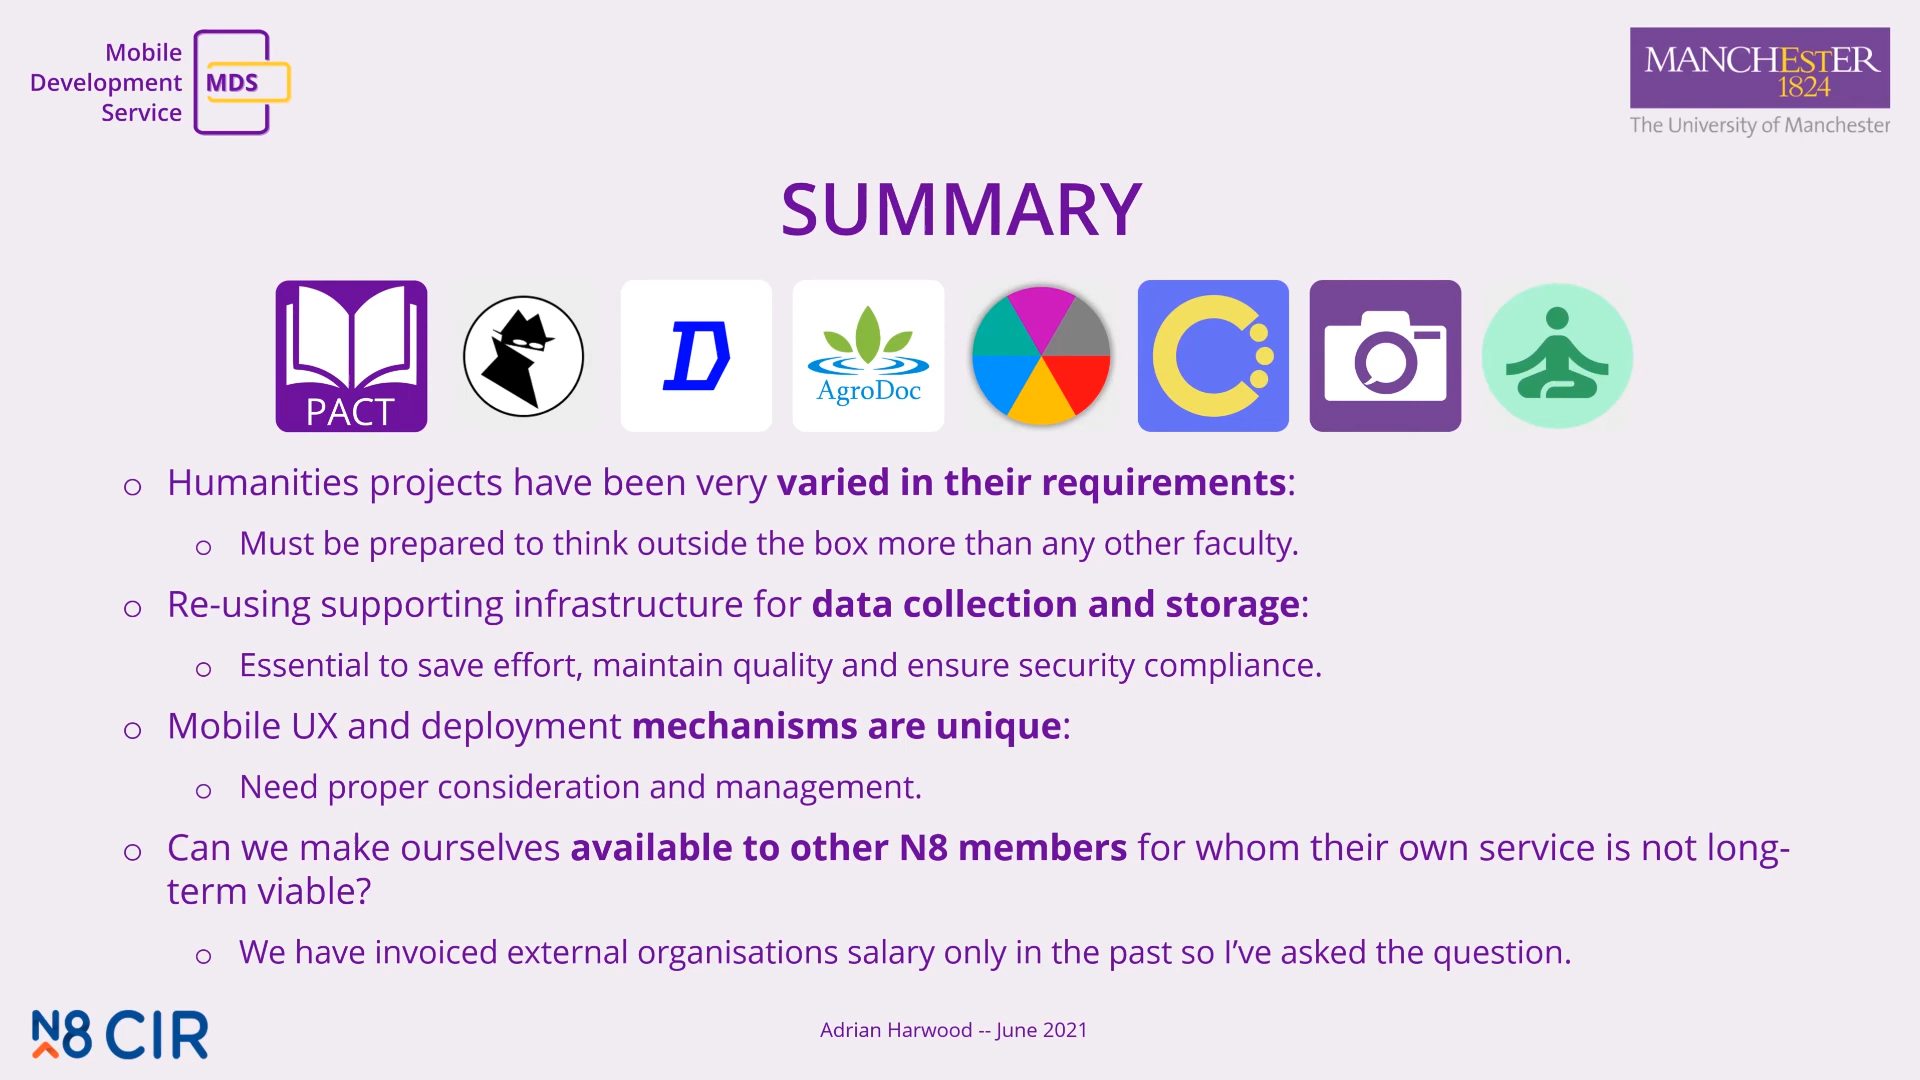 Mobile
Development
Service
MDS
MANCHESTER
1824
The University of Manchester
SUMMARY
PACT
D
AgroDoc
C
Humanities projects have been very varied in their requirements:
Must be prepared to think outside the box more than any other faculty.
Re-using supporting infrastructure for data collection and storage:
Essential to save effort, maintain quality and ensure security compliance.
Mobile UX and deployment mechanisms are unique:
Need proper consideration and management.
Can we make ourselves available to other N8 members for whom their own service is not long-
term viable?
We have invoiced external organisations salary only in the past so I’ve asked the question.
N8 CIR
Adrian Harwood -- June 2021